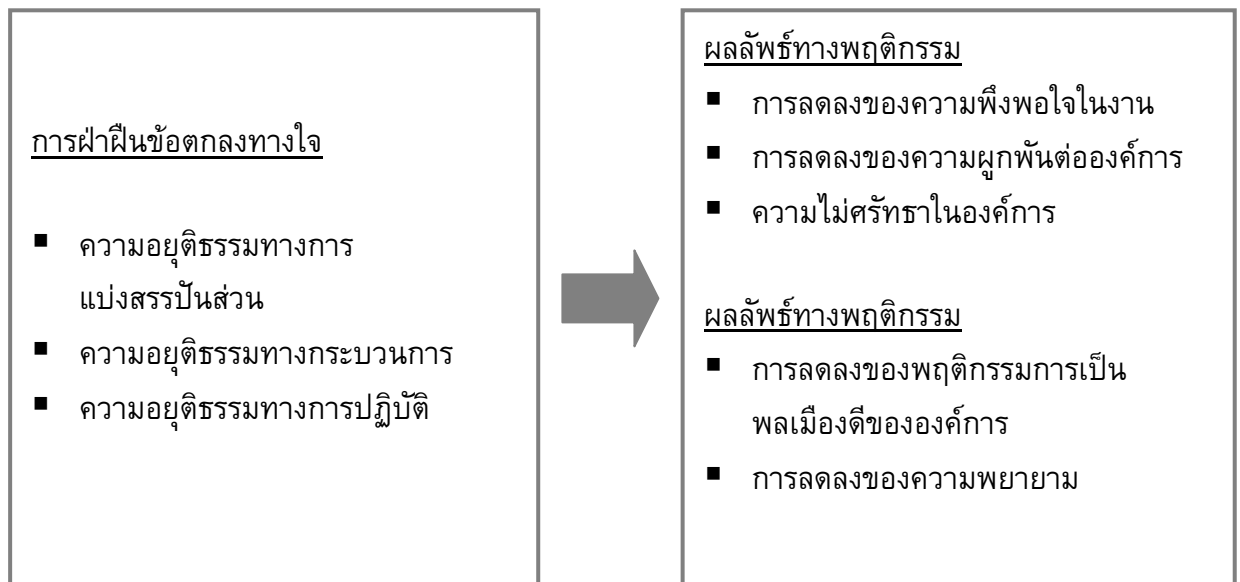 การฝ่าฝืนข้อตกลงทางใจ
■ ความอยุติธรรมทางการ
แบ่งสรรปันส่วน
■ ความอยุติธรรมทางกระบวนการ
■ ความอยุติธรรมทางการปฏิบัติ
ผลลัพธ์ทางพฤติกรรม
■ การลดลงของความพึงพอใจในงาน
■ การลดลงของความผูกพันต่อองค์การ
■ ความไม่ศรัทธาในองค์การ
ผลลัพธ์ทางพฤติกรรม
■ การลดลงของพฤติกรรมการเป็น
พลเมืองดีขององค์การ
■ การลดลงของความพยายาม